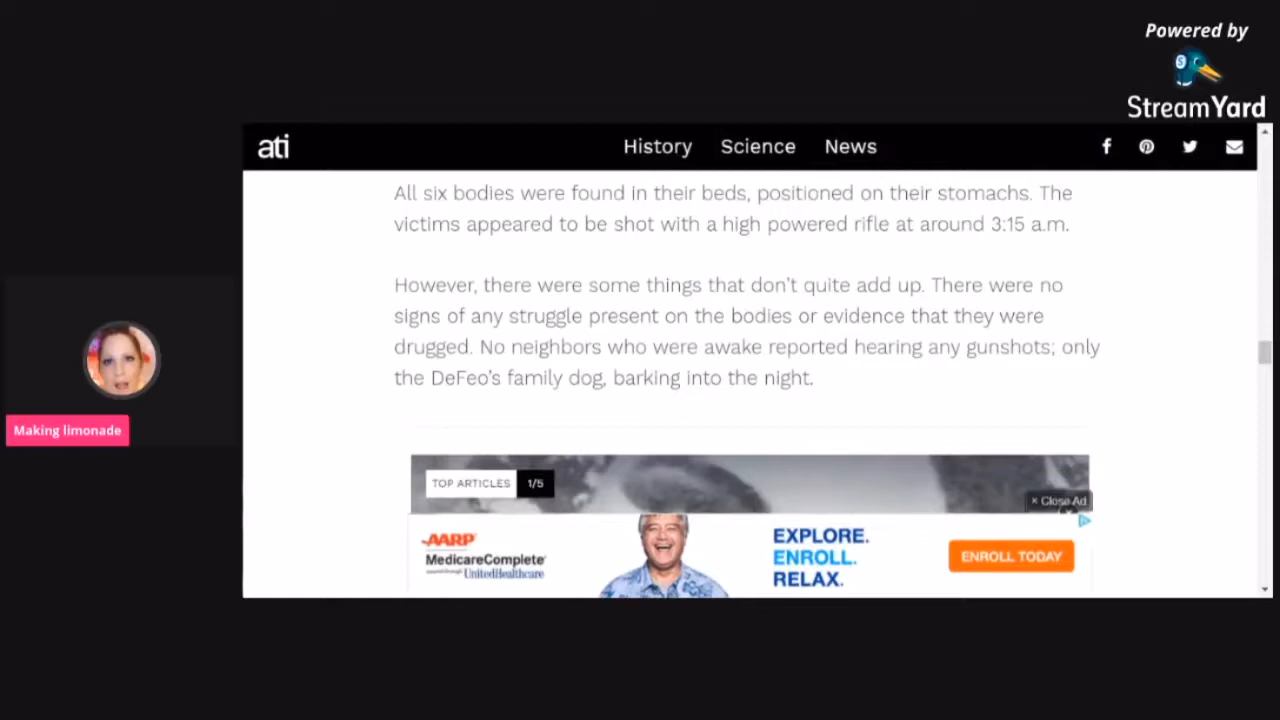 Powered by
StreamYard
ati
History Science News
All six bodies were found in their beds, positioned on their stomachs. The
victims appeared to be shot with a high powered rifle at around 3:15 a.m.
However, there were some things that don't quite add up. There were no
signs of any struggle present on the bodies or evidence that they were
drugged. No neighbors who were awake reported hearing any gunshots; only
the DeFeo's family dog, barking into the night.
Making limonade
TOP ARTICLES 1/5
× Close Ad
AARP
MedicareComplete
UnitedHealthcare
EXPLORE.
ENROLL.
RELAX.
ENROLL TODAY